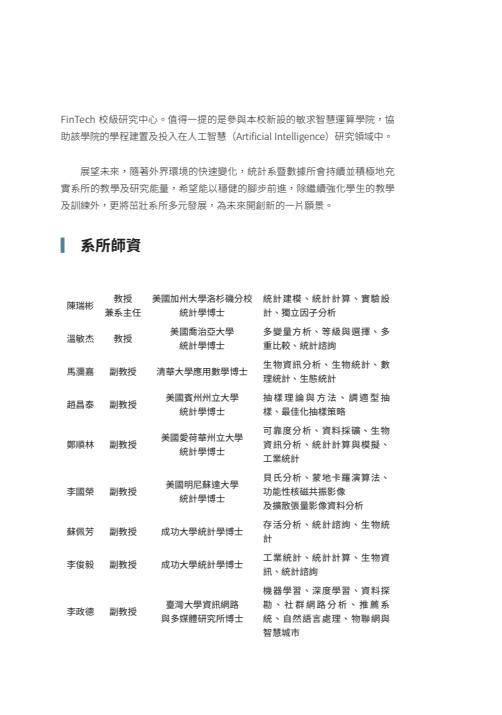 FinTech 校級研究中心。值得一提的是參與本校新設的敏求智慧運算學院，協
助該學院的學程建置及投入在人工智慧（Artificial Intelligence）研究領域中。
展望未來，隨著外界環境的快速變化，統計系暨數據所會持續並積極地充
實系所的教學及研究能量，希望能以穩健的腳步前進，除繼續強化學生的教學
及訓練外，更將茁壯系所多元發展，為未來開創新的一片願景。
系所師資
陳瑞彬 教授 兼系主任 美國加州大學洛杉磯分校 統計學博士 統計建模、統計計算、實驗設
計、獨立因子分析
溫敏杰 教授 美國喬治亞大學 統計學博士 多變量方析、等級與選擇、多
重比較、統計諮詢
馬瀰嘉 副教授 清華大學應用數學博士 生物資訊分析、生物統計、數
理統計、生態統計
趙昌泰 副教授 美國賓州州立大學 統計學博士 抽樣理論與方法、調適型抽
樣、最佳化抽樣策略
鄭順林 副教授 美國愛荷華州立大學 統計學博士 可靠度分析、資料採礦、生物
資訊分析、統計計算與模擬、
工業統計
李國榮 副教授 美國明尼蘇達大學 統計學博士 貝氏分析、蒙地卡羅演算法、
功能性核磁共振影像
及擴散張量影像資料分析
蘇佩芳 副教授 成功大學統計學博士 存活分析、統計諮詢、生物統
計
李俊毅 副教授 成功大學統計學博士 工業統計、統計計算、生物資
訊、統計諮詢
李政德 副教授 臺灣大學資訊網路 與多媒體研究所博士 機器學習、深度學習、資料探
勘、社群網路分析、推薦系
統、自然語言處理、物聯網與
智慧城市